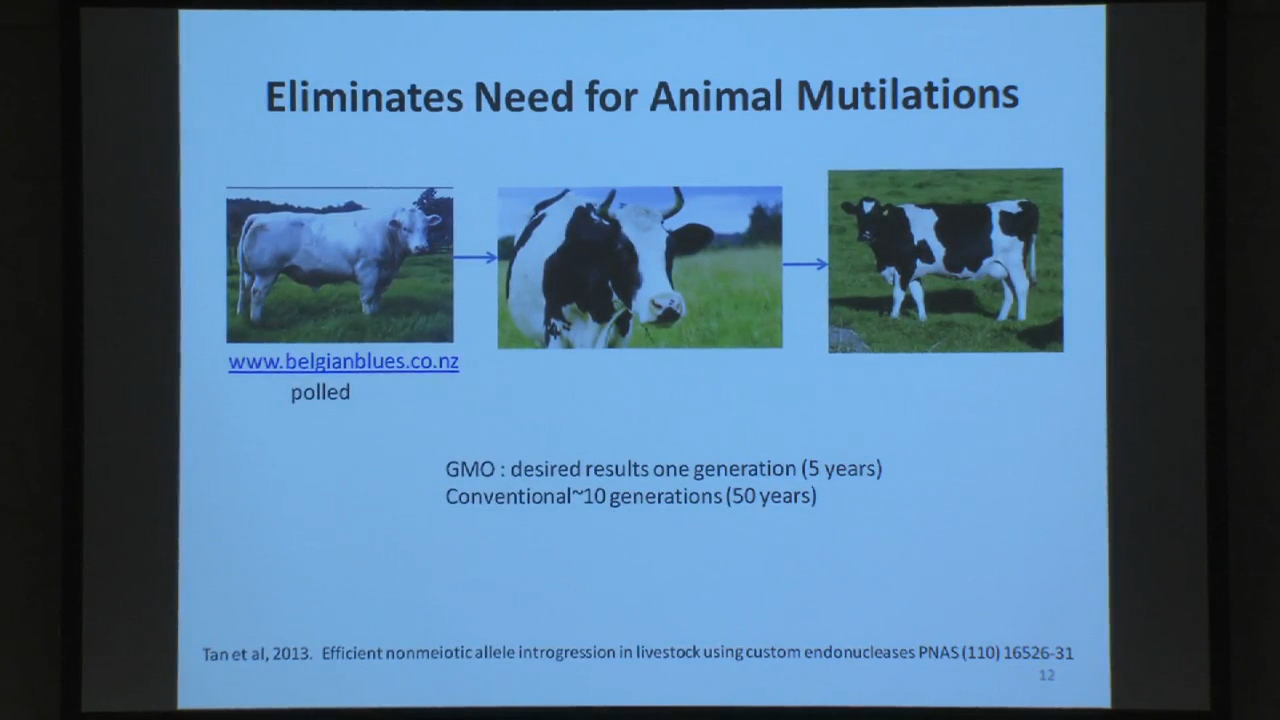 Eliminates Need for Animal Mutilations
www.belgianblues.co.nz
polled
GMO : desired results one generation (5 years)
Conventional~10 generations (50 years)
Tan et al, 2013. Efficient nonmeiotic allele introgression in livestock using custom endonucleases PNAS (110) 16526-31
12